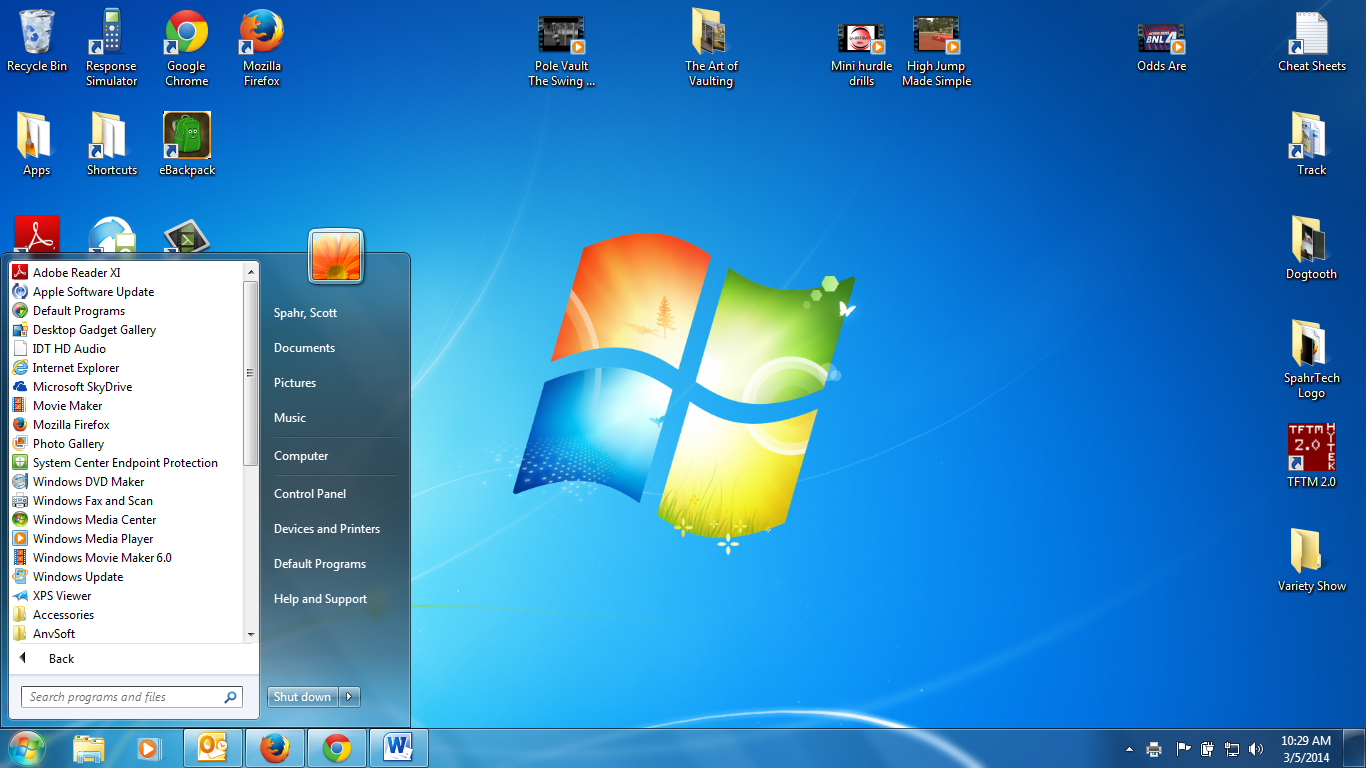 Recycle Bin
Response
Simulator
Google
Chrome
Mozilla
Firefox
Pole Vault
The Swing ...
The Art of
Vaulting
Mini hurdle
drills
High Jump
Made Simple
BNL
Odds Are
Cheat Sheets
Apps
Shortcuts
eBackpack
Track
Dogtooth
SpahrTech
Logo
TFTM
2.0
HYTEK
TFTM 2.0
Variety Show
Adobe Reader XI
Apple Software Update
Default Programs
Desktop Gadget Gallery
IDT HD Audio
Internet Explorer
Microsoft SkyDrive
Movie Maker
Mozilla Firefox
Photo Gallery
System Center Endpoint Protection
Windows DVD Maker
Windows Fax and Scan
Windows Media Center
Windows Media Player
Windows Movie Maker 6.0
Windows Update
XPS Viewer
Accessories
AnvSoft
Back
Search programs and files
Spahr, Scott
Documents
Pictures
Music
Computer
Control Panel
Devices and Printers
Default Programs
Help and Support
Shut down
10:29 AM
3/5/2014